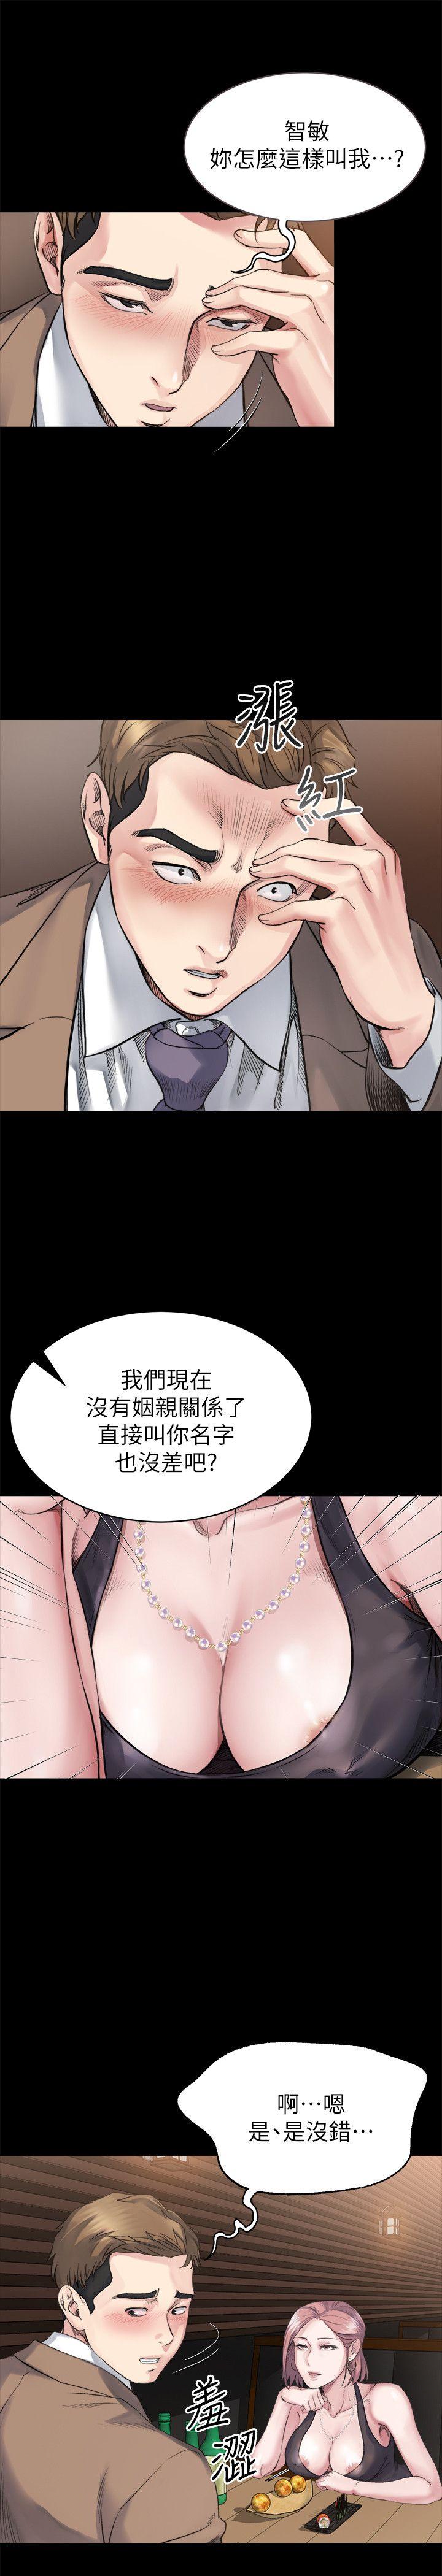 智敏
妳怎麼這樣叫我…?
漲
紅
我們現在
沒有姻親關係了
直接叫你名字
也沒差吧?
啊…嗯
是、是沒錯…
羞
澀